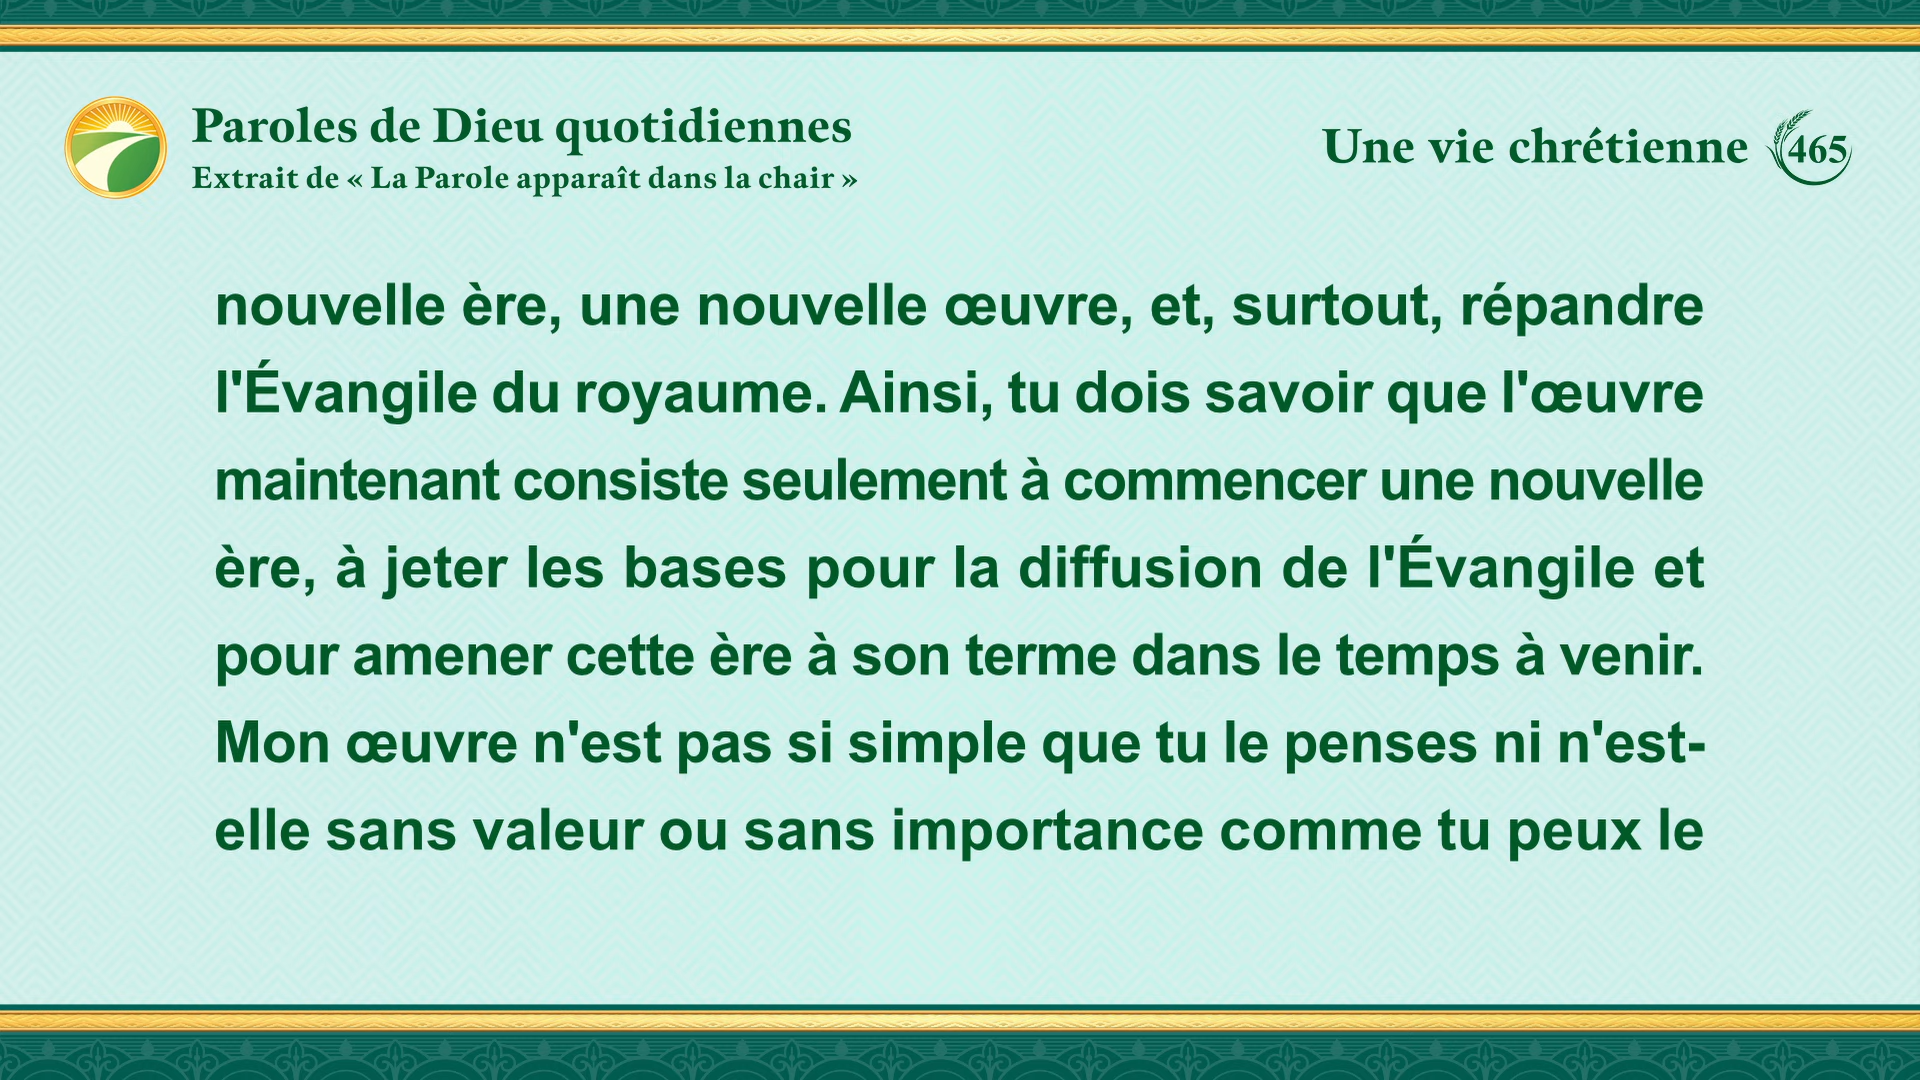 Paroles de Dieu quotidiennes
Extrait de « La Parole apparaît dans la chair »
Une vie chrétienne 465
nouvelle ère, une nouvelle œuvre, et, surtout, répandre
l'Évangile du royaume. Ainsi, tu dois savoir que l'œuvre
maintenant consiste seulement à commencer une nouvelle
ère, à jeter les bases pour la diffusion de l'Évangile et
pour amener cette ère à son terme dans le temps à venir.
Mon œuvre n'est pas si simple que tu le penses ni n'est-
elle sans valeur ou sans importance comme tu peux le